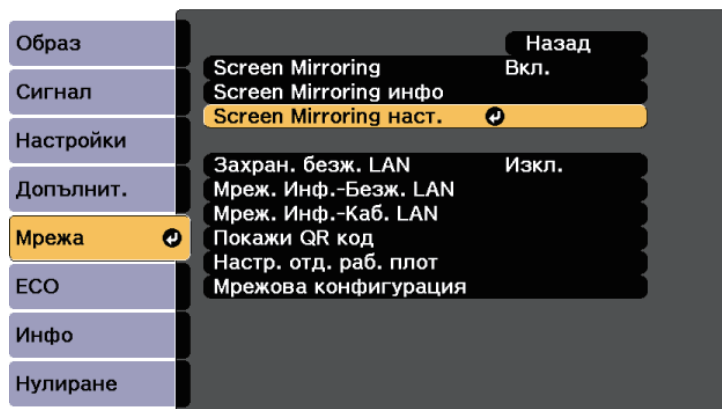 Образ
Сигнал
Настройки
Допълнит.
Мрежа
ECO
Инфо
Нулиране
Назад
Screen Mirroring Вкл.
Screen Mirroring инфо
Screen Mirroring наст.
Захран. безж. LAN Изкл.
Мреж. Инф.-Безж. LAN
Мреж. Инф.-Каб. LAN
Покажи QR код
Настр. отд. раб. плот
Мрежова конфигурация